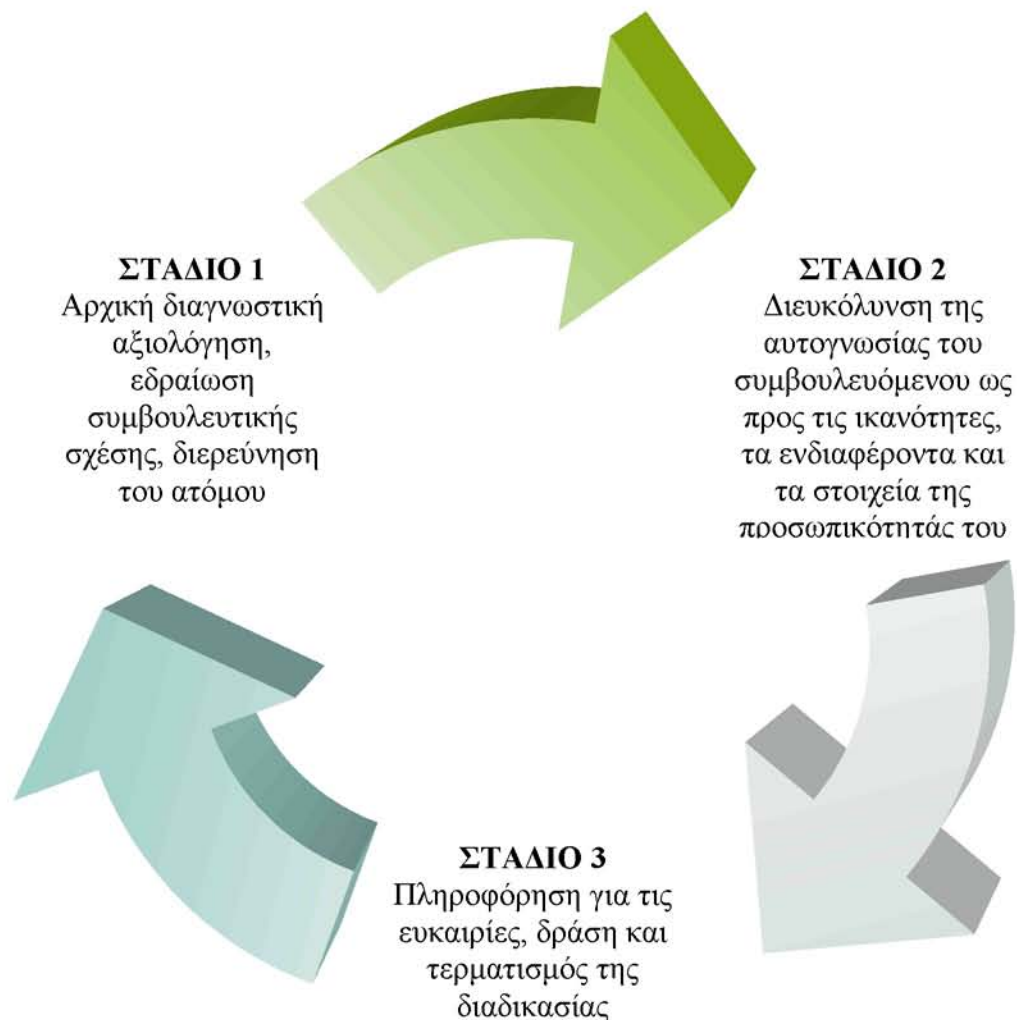 ΣΤΑΔΙΟ 1
Αρχική διαγνωστική
αξιολόγηση,
εδραίωση
συμβουλευτικής
σχέσης, διερεύνηση
του ατόμου
ΣΤΑΔΙΟ 2
Διευκόλυνση της
αυτογνωσίας του
συμβουλευόμενου ως
προς τις ικανότητες,
τα ενδιαφέροντα και
τα στοιχεία της
προσωπικότητάς του
ΣΤΑΔΙΟ 3
Πληροφόρηση για τις
ευκαιρίες, δράση και
τερματισμός της
διαδικασίας